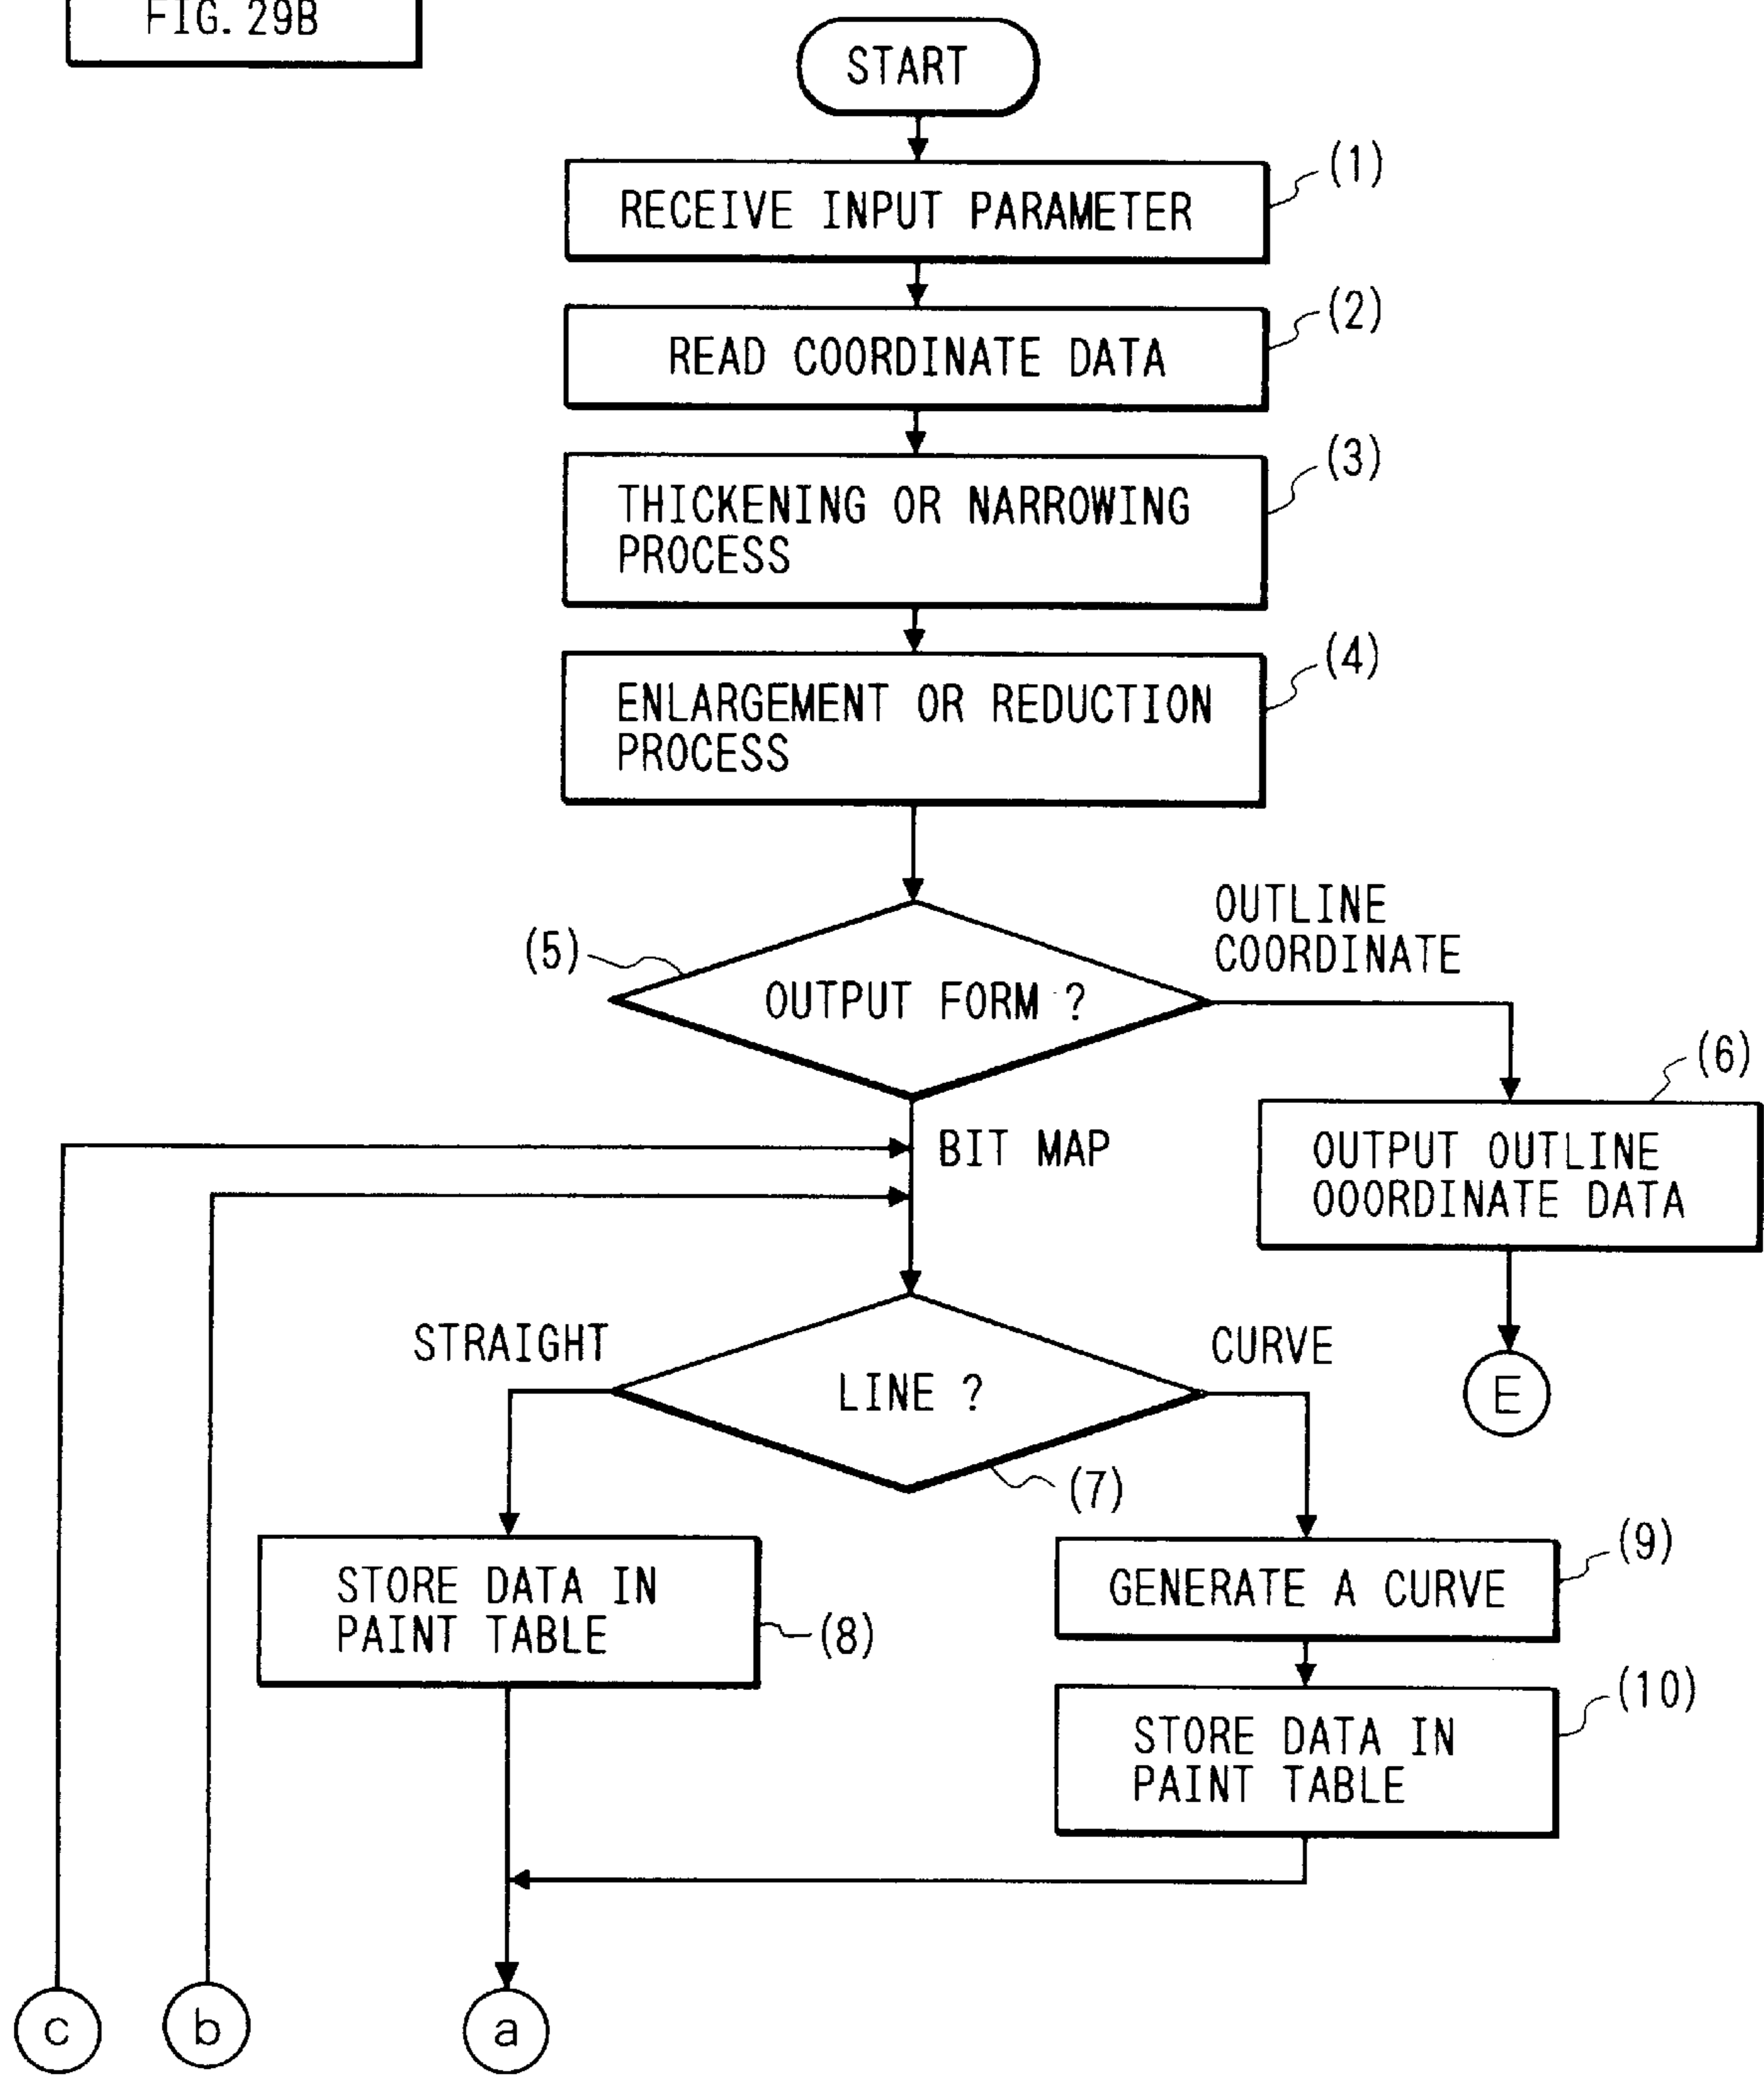 FIG. 29B
START
(1)
RECEIVE INPUT PARAMETER
(2)
READ COORDINATE DATA
(3)
THICKENING OR NARROWING
PROCESS
(4)
ENLARGEMENT OR REDUCTION
PROCESS
OUTLINE
COORDINATE
(5)
OUTPUT FORM ?
(6)
BIT MAP
OUTPUT OUTLINE
OOORDINATE DATA
STRAIGHT
CURVE
LINE ?
E
(7)
(9)
STORE DATA IN
PAINT TABLE
(8)
GENERATE A CURVE
(10)
STORE DATA IN
PAINT TABLE
c
b
a